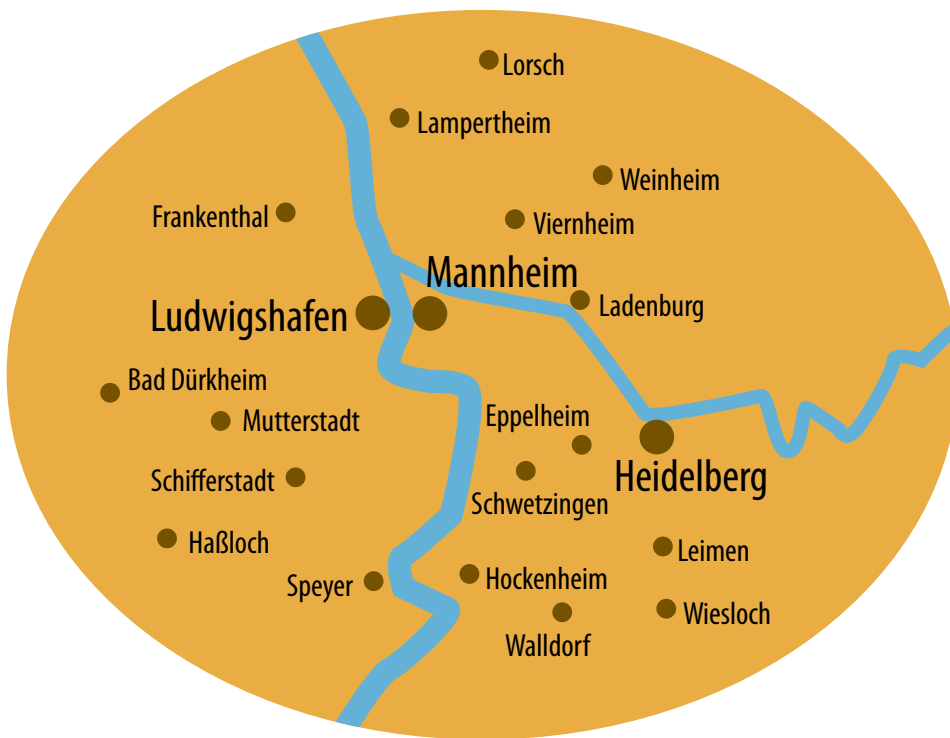 Lorsch
Lampertheim
Weinheim
Frankenthal
Viernheim
Mannheim
Ludwigshafen
Ladenburg
Bad Dürkheim
Mutterstadt
Eppelheim
Schifferstadt
Heidelberg
Schwetzingen
Haßloch
Leimen
Speyer
Hockenheim
Wiesloch
Walldorf